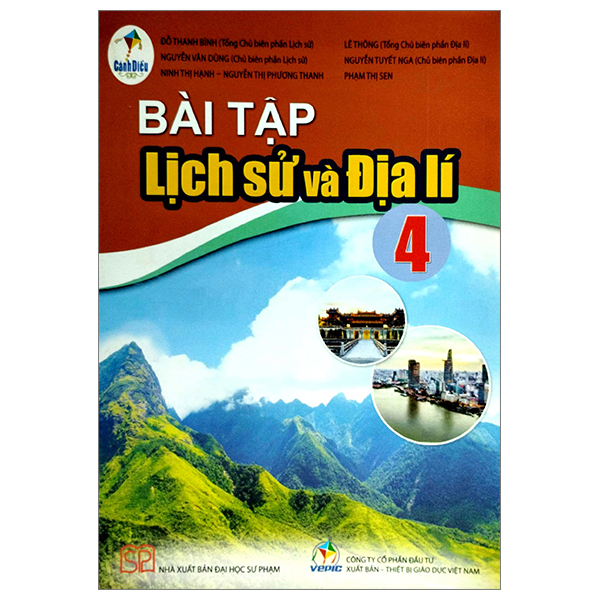 Cánh Diều
ĐỖ THANH BÌNH (Tổng Chủ biên phần Lịch sử)
NGUYỄN VĂN DŨNG (Chủ biên phần Lịch sử)
NINH THỊ HẠNH – NGUYỄN THỊ PHƯƠNG THANH
LÊ THÔNG (Tổng Chủ biên phần Địa lí)
NGUYỄN TUYẾT NGA (Chủ biên phần Địa lí)
PHẠM THỊ SEN
BÀI TẬP
Lịch sử và Địa lí
4
SP
NHÀ XUẤT BẢN ĐẠI HỌC SƯ PHẠM
VEPIC
CÔNG TY CỔ PHẦN ĐẦU TƯ
XUẤT BẢN - THIẾT BỊ GIÁO DỤC VIỆT NAM